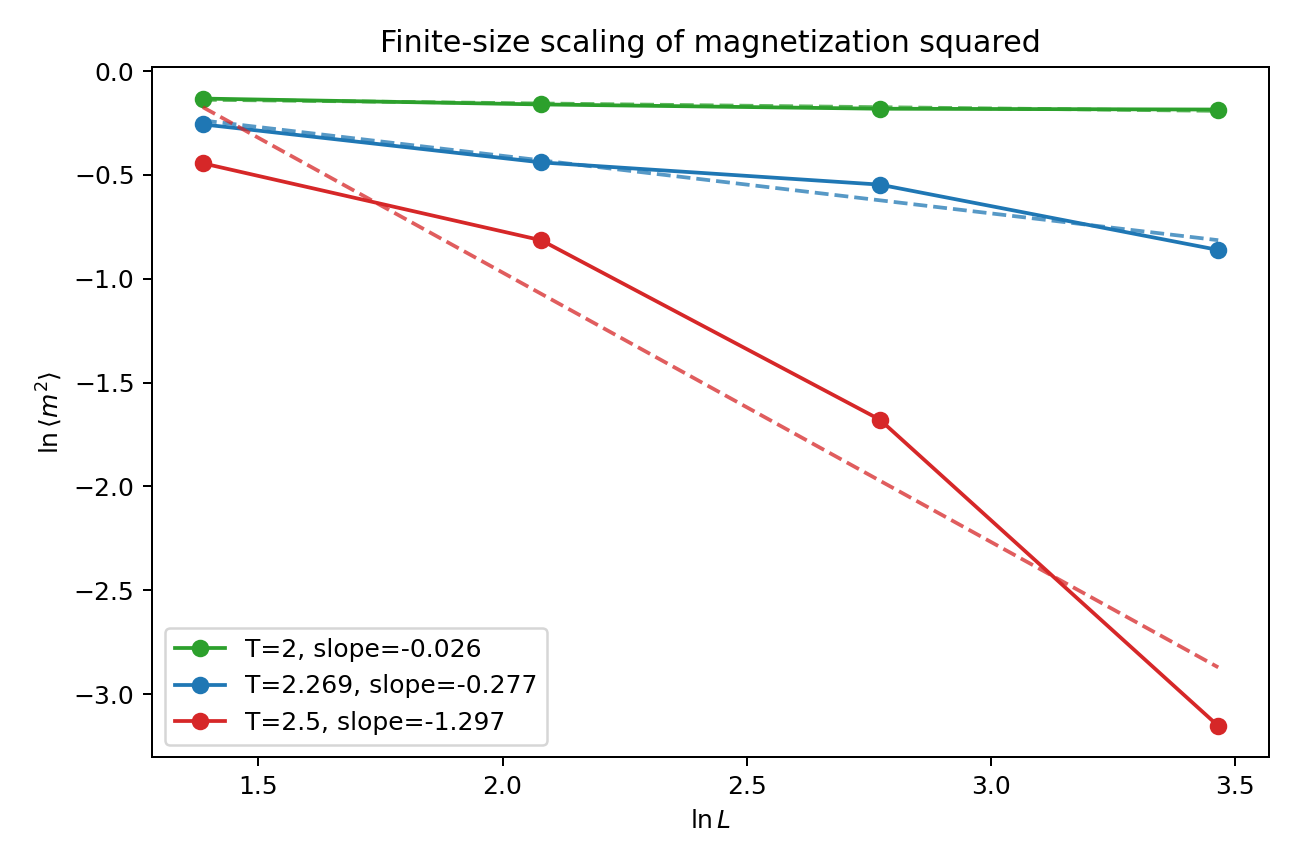 Finite-size scaling of magnetization squared
ln⟨m²⟩
0.0
−0.5
−1.0
−1.5
−2.0
−2.5
−3.0
T=2, slope=-0.026
T=2.269, slope=-0.277
T=2.5, slope=-1.297
1.5 2.0 2.5 3.0 3.5
ln L